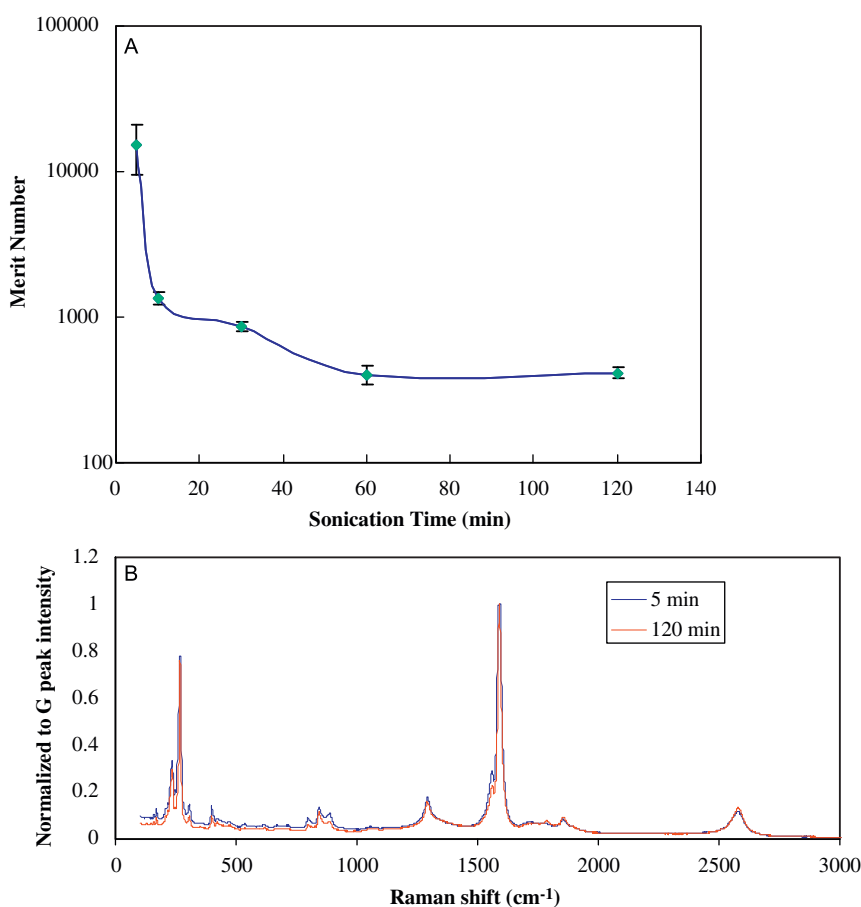 A
100000
10000
1000
100
Merit Number
0 20 40 60 80 100 120 140
Sonication Time (min)
B
1.2
1
0.8
0.6
0.4
0.2
0
Normalized to G peak intensity
5 min
120 min
0 500 1000 1500 2000 2500 3000
Raman shift (cm⁻¹)